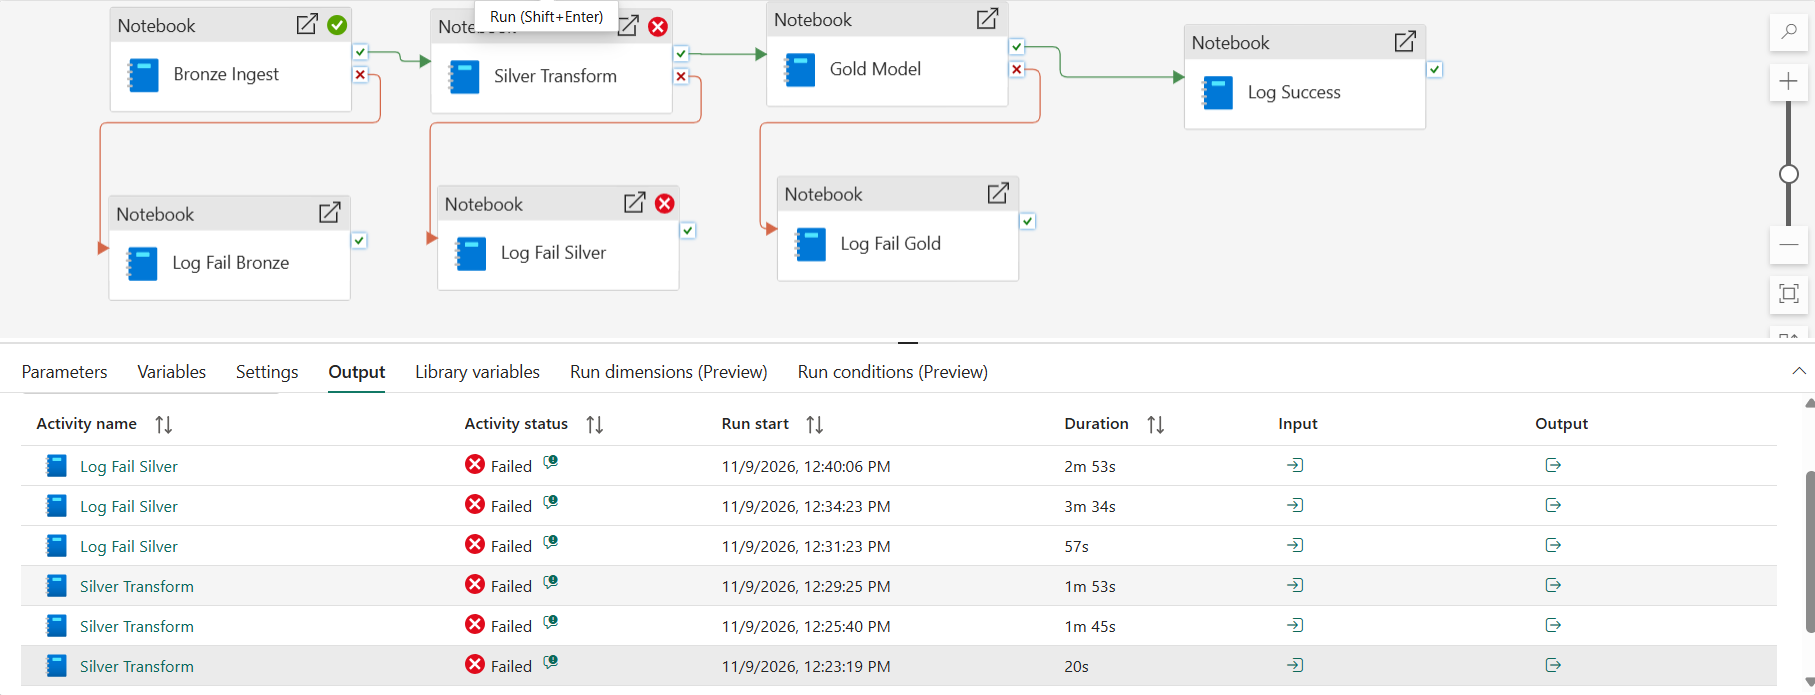 Notebook
Bronze Ingest
Run (Shift+Enter)
Silver Transform
Notebook
Gold Model
Notebook
Log Success
Notebook
Log Fail Bronze
Notebook
Log Fail Silver
Notebook
Log Fail Gold
Parameters Variables Settings Output Library variables Run dimensions (Preview) Run conditions (Preview)
Activity name Activity status Run start Duration Input Output
Log Fail Silver Failed 11/9/2026, 12:40:06 PM 2m 53s
Log Fail Silver Failed 11/9/2026, 12:34:23 PM 3m 34s
Log Fail Silver Failed 11/9/2026, 12:31:23 PM 57s
Silver Transform Failed 11/9/2026, 12:29:25 PM 1m 53s
Silver Transform Failed 11/9/2026, 12:25:40 PM 1m 45s
Silver Transform Failed 11/9/2026, 12:23:19 PM 20s